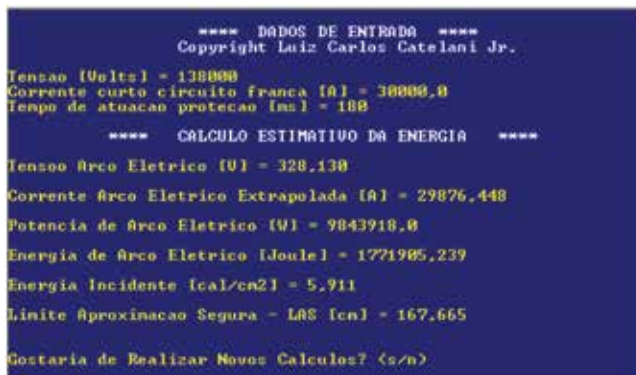 **** DADOS DE ENTRADA ****
Copyright Luiz Carlos Catelani Jr.
Tensao [Volts] = 138000
Corrente curto circuito franca [A] = 30000,0
Tempo de atuacao protecao [ms] = 180
**** CALCULO ESTIMATIVO DA ENERGIA ****
Tensoo Arco Eletrico [V] = 328,130
Corrente Arco Eletrico Extrapolada [A] = 29876,448
Potencia de Arco Eletrico [W] = 9843918,0
Energia de Arco Eletrico [Joule] = 1771905,239
Energia Incidente [cal/cm2] = 5,911
Limite Aproximacao Segura - LAS [cm] = 167,665
Gostaria de Realizar Novos Calculos? (s/n)